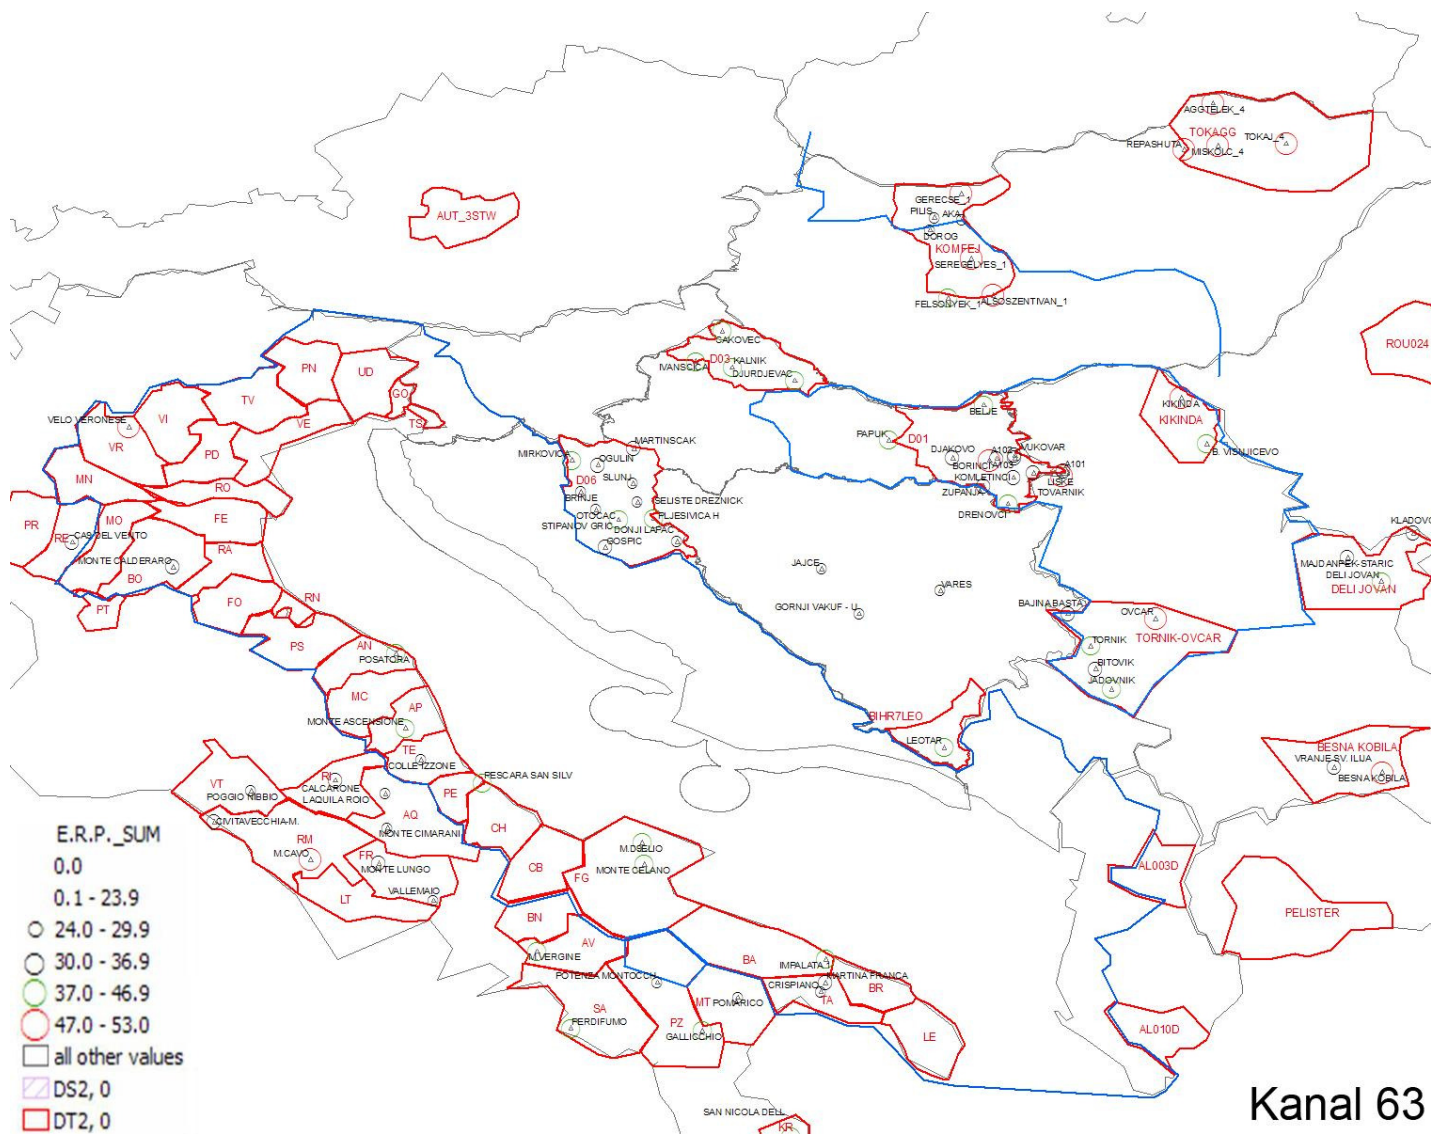 AGGTELEK_4
TOKAGG
TOKAJ_4
REPASHUTA
MISKOLC_4
AUT_3STW
GERECSE_1
PILIS
AKA
DOROG
KOMFEJ
SEREGELYES_1
FELSONYEK_1
ALSOSZENTIVAN_1
ROU024
CAKOVEC
D03
KALNIK
IVANSCICA
DJURDJEVAC
PN
UD
GO
TS
TV
VE
VI
VELO VERONESE
VR
PD
MN
RO
KIKINDA
KIKINDA
B. VISNJICEVO
BELJE
PAPUK
D01
DJAKOVO
A102
VUKOVAR
BORINCI
A103
A101
KOMLETINCI
LISKE
ZUPANJA
TOVARNIK
DRENOVCI
MARTINSCAK
MIRKOVICA
OGULIN
D06
SLUNJ
BRINJE
SELISTE DREZNICK
OTOCAC
PLJESIVICA H
STIPANOV GRIC
DONJI LAPAC
GOSPIC
PR
MO
FE
RE
CAS DEL VENTO
RA
MONTE CALDERARO
BO
PT
FO
RN
PS
AN
POSATORA
KLADOVO
MAJDANPEK-STARIC
DELI JOVAN
DELI JOVAN
JAJCE
VARES
GORNJI VAKUF - U
BAJINA BASTA
OVCAR
TORNIK-OVCAR
TORNIK
BITOVIK
JADOVNIK
MC
AP
MONTE ASCENSIONE
TE
COLLE IZZONE
BIHR7LEO
LEOTAR
BESNA KOBILA
VRANJE SV. ILIJA
BESNA KOBILA
VT
RI
POGGIO NIBBIO
CALCARONE
LAQUILA ROIO
PE
PESCARA SAN SILV
CIVITAVECCHIA-M.
AQ
CH
RM
MONTE CIMARANI
M.CAVO
FR
MONTE LUNGO
LT
VALLEMAIO
CB
FG
MONTE CELANO
AL003D
PELISTER
BN
AV
M.VERGINE
POTENZA MONTOCCH
BA
IMPALATA
MARTINA FRANCA
CRISPIANO
BR
TA
SA
PERDIFUMO
PZ
MT
POMARICO
GALLICCHIO
LE
AL010D
SAN NICOLA DELL
KR
E.R.P._SUM
0.0
0.1 - 23.9
24.0 - 29.9
30.0 - 36.9
37.0 - 46.9
47.0 - 53.0
all other values
DS2, 0
DT2, 0
Kanal 63